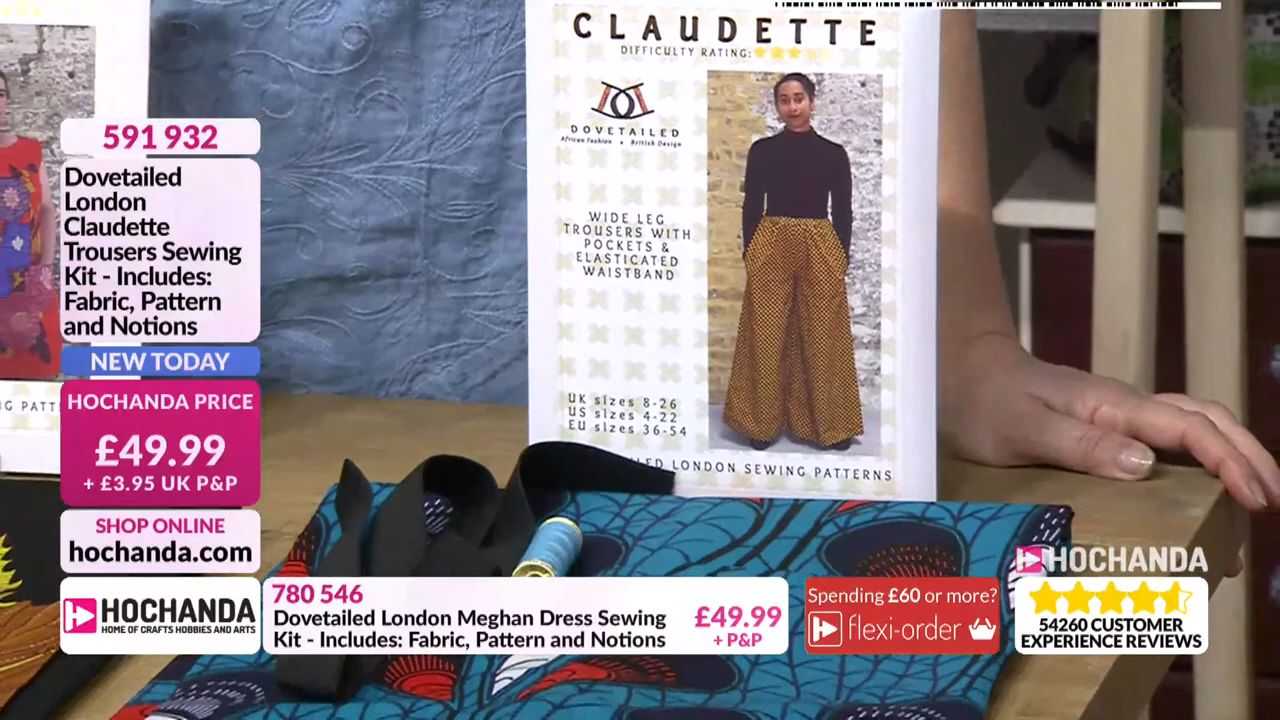 CLAUDETTE
DIFFICULTY RATING:
DOVETAILED
African Fashion • British Design
WIDE LEG
TROUSERS WITH
POCKETS &
ELASTICATED
WAISTBAND
UK sizes 8-26
US sizes 4-22
EU sizes 36-54
LONDON SEWING PATTERNS
591 932
Dovetailed
London
Claudette
Trousers Sewing
Kit - Includes:
Fabric, Pattern
and Notions
NEW TODAY
HOCHANDA PRICE
£49.99
+ £3.95 UK P&P
SHOP ONLINE
hochanda.com
HOCHANDA
HOME OF CRAFTS HOBBIES AND ARTS
780 546
Dovetailed London Meghan Dress Sewing
Kit - Includes: Fabric, Pattern and Notions
£49.99
+ P&P
Spending £60 or more?
flexi-order
HOCHANDA
54260 CUSTOMER
EXPERIENCE REVIEWS